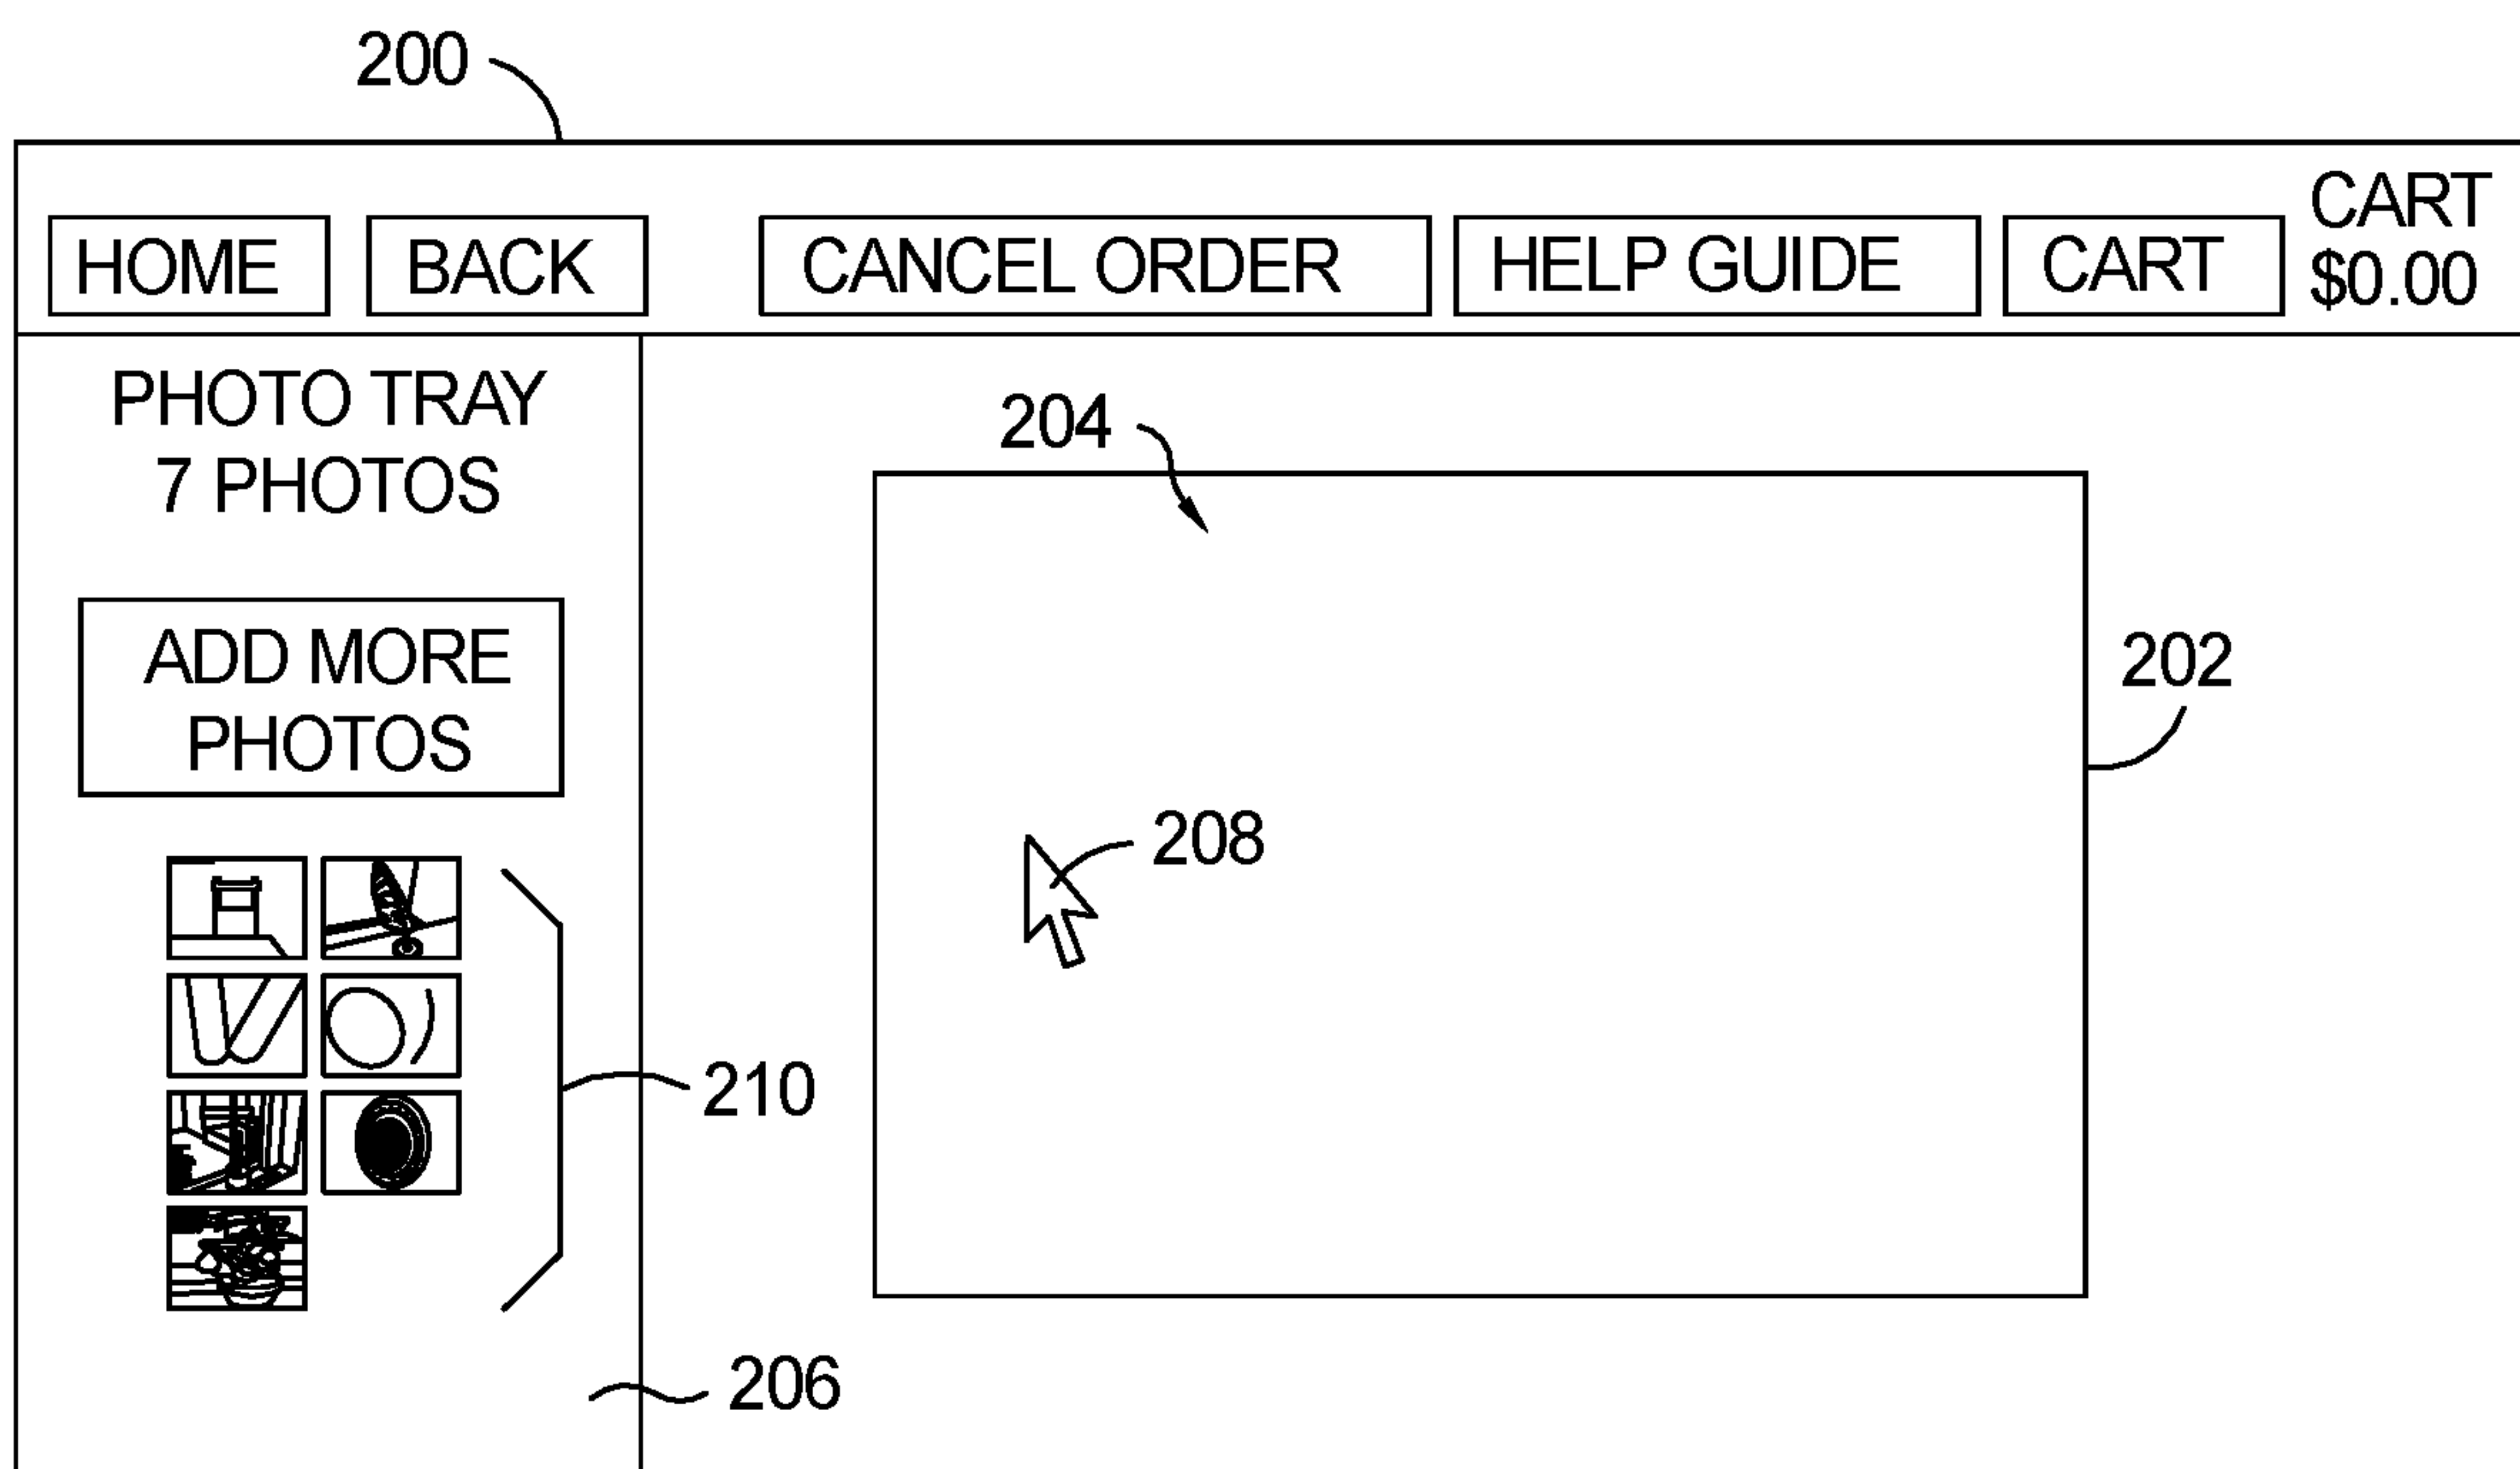 200
HOME BACK CANCEL ORDER HELP GUIDE CART CART
$0.00
PHOTO TRAY
7 PHOTOS
204
ADD MORE
PHOTOS
202
208
210
206